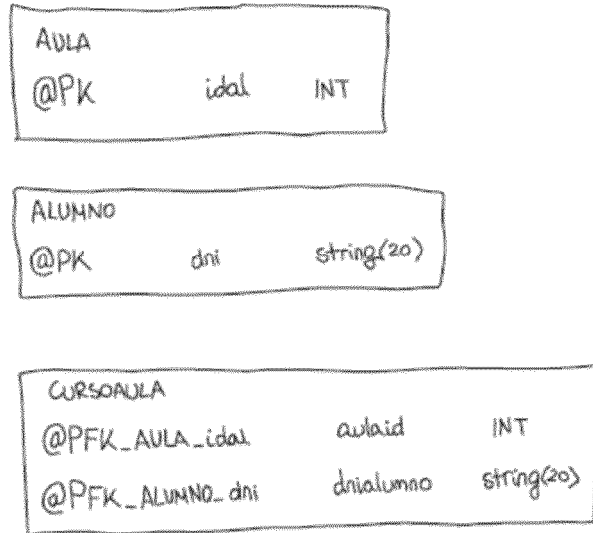 AULA
@PK idal INT
ALUMNO
@PK dni string(20)
CURSOAULA
@PFK_AULA_idal aulaid INT
@PFK_ALUMNO_dni dnialumno string(20)